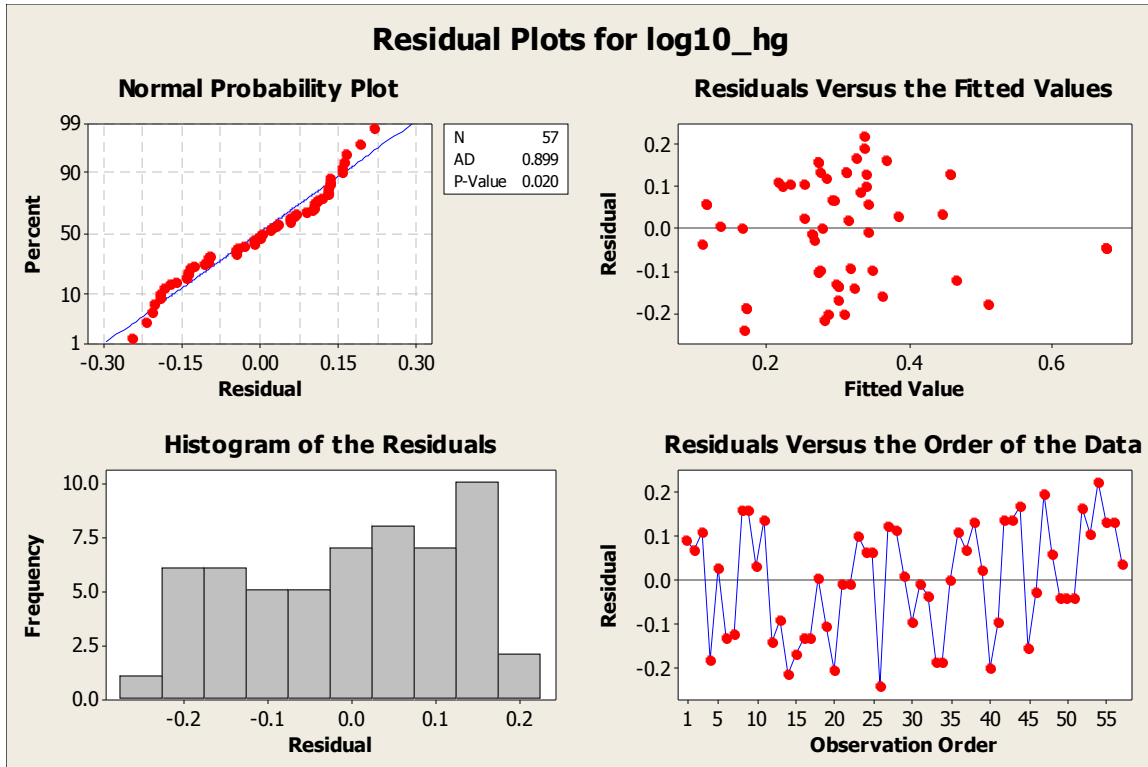 Residual Plots for log10_hg
Normal Probability Plot
99
90
50
10
1
Percent
-0.30 -0.15 0.00 0.15 0.30
Residual
N 57
AD 0.899
P-Value 0.020
Residuals Versus the Fitted Values
0.2
0.1
0.0
-0.1
-0.2
Residual
0.2 0.4 0.6
Fitted Value
Histogram of the Residuals
10.0
7.5
5.0
2.5
0.0
Frequency
-0.2 -0.1 0.0 0.1 0.2
Residual
Residuals Versus the Order of the Data
0.2
0.1
0.0
-0.1
-0.2
Residual
1 5 10 15 20 25 30 35 40 45 50 55
Observation Order